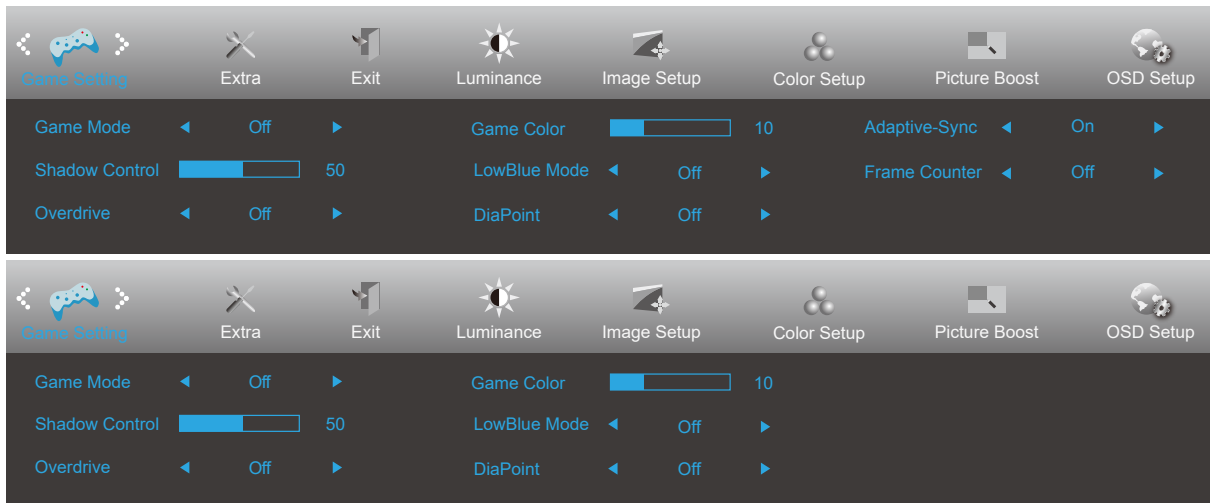 Game Setting Extra Exit Luminance Image Setup Color Setup Picture Boost OSD Setup
Game Mode Off Game Color 10 Adaptive-Sync On
Shadow Control 50 LowBlue Mode Off Frame Counter Off
Overdrive Off DiaPoint Off
Game Setting Extra Exit Luminance Image Setup Color Setup Picture Boost OSD Setup
Game Mode Off Game Color 10
Shadow Control 50 LowBlue Mode Off
Overdrive Off DiaPoint Off